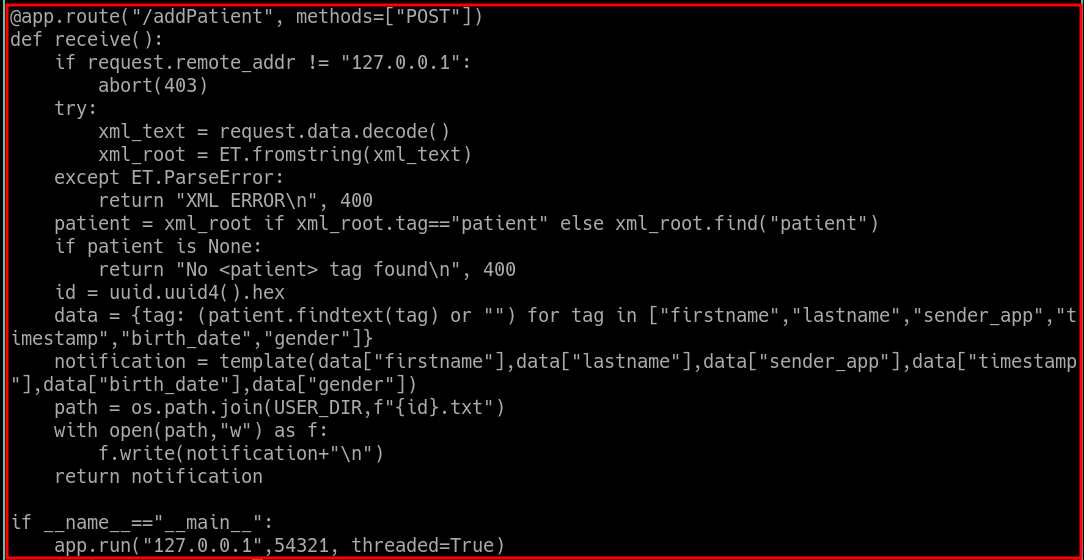 @app.route("/addPatient", methods=["POST"])
def receive():
    if request.remote_addr != "127.0.0.1":
        abort(403)
    try:
        xml_text = request.data.decode()
        xml_root = ET.fromstring(xml_text)
    except ET.ParseError:
        return "XML ERROR\n", 400
    patient = xml_root if xml_root.tag=="patient" else xml_root.find("patient")
    if patient is None:
        return "No <patient> tag found\n", 400
    id = uuid.uuid4().hex
    data = {tag: (patient.findtext(tag) or "") for tag in ["firstname","lastname","sender_app","t
imestamp","birth_date","gender"]}
    notification = template(data["firstname"],data["lastname"],data["sender_app"],data["timestamp
"],data["birth_date"],data["gender"])
    path = os.path.join(USER_DIR,f"{id}.txt")
    with open(path,"w") as f:
        f.write(notification+"\n")
    return notification

if __name__=="__main__":
    app.run("127.0.0.1",54321, threaded=True)